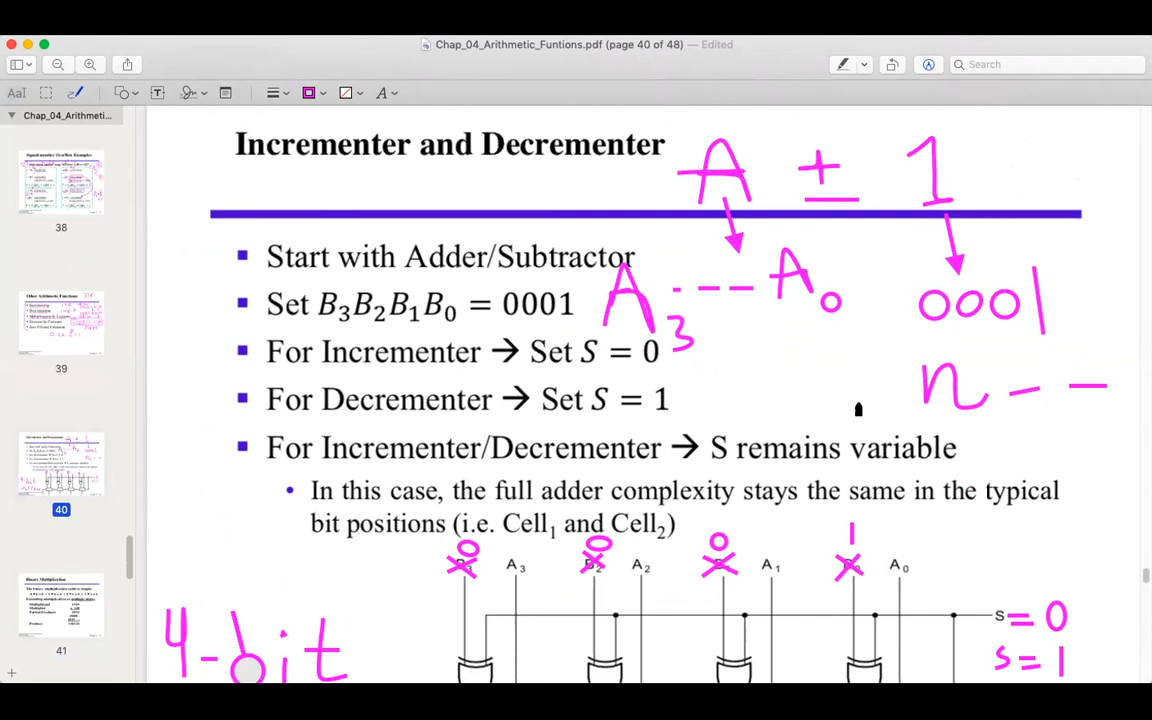 Chap_04_Arithmetic_Funtions.pdf (page 40 of 48) — Edited
Search
AaI
A
Chap_04_Arithmeti...
38
39
40
41
Incrementer and Decrementer
A ± 1
Start with Adder/Subtractor
A3 --- A0
0001
Set B3B2B1B0 = 0001
For Incrementer → Set S = 0
n--
For Decrementer → Set S = 1
For Incrementer/Decrementer → S remains variable
In this case, the full adder complexity stays the same in the typical
bit positions (i.e. Cell1 and Cell2)
0 0 0 1
A3 A2 A1 A0
S = 0
s = 1
4-bit